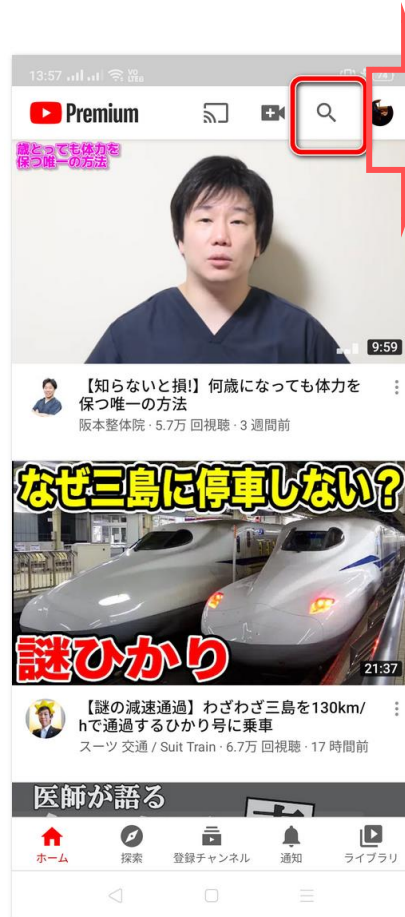 13:57
Premium
歳とっても体力を
保つ唯一の方法
9:59
【知らないと損!】何歳になっても体力を
保つ唯一の方法
阪本整体院・5.7万 回視聴・3 週間前
なぜ三島に停車しない?
謎ひかり
21:37
【謎の減速通過】わざわざ三島を130km/
hで通過するひかり号に乗車
スーツ 交通 / Suit Train・6.7万 回視聴・17 時間前
医師が語る
ホーム
探索
登録チャンネル
通知
ライブラリ